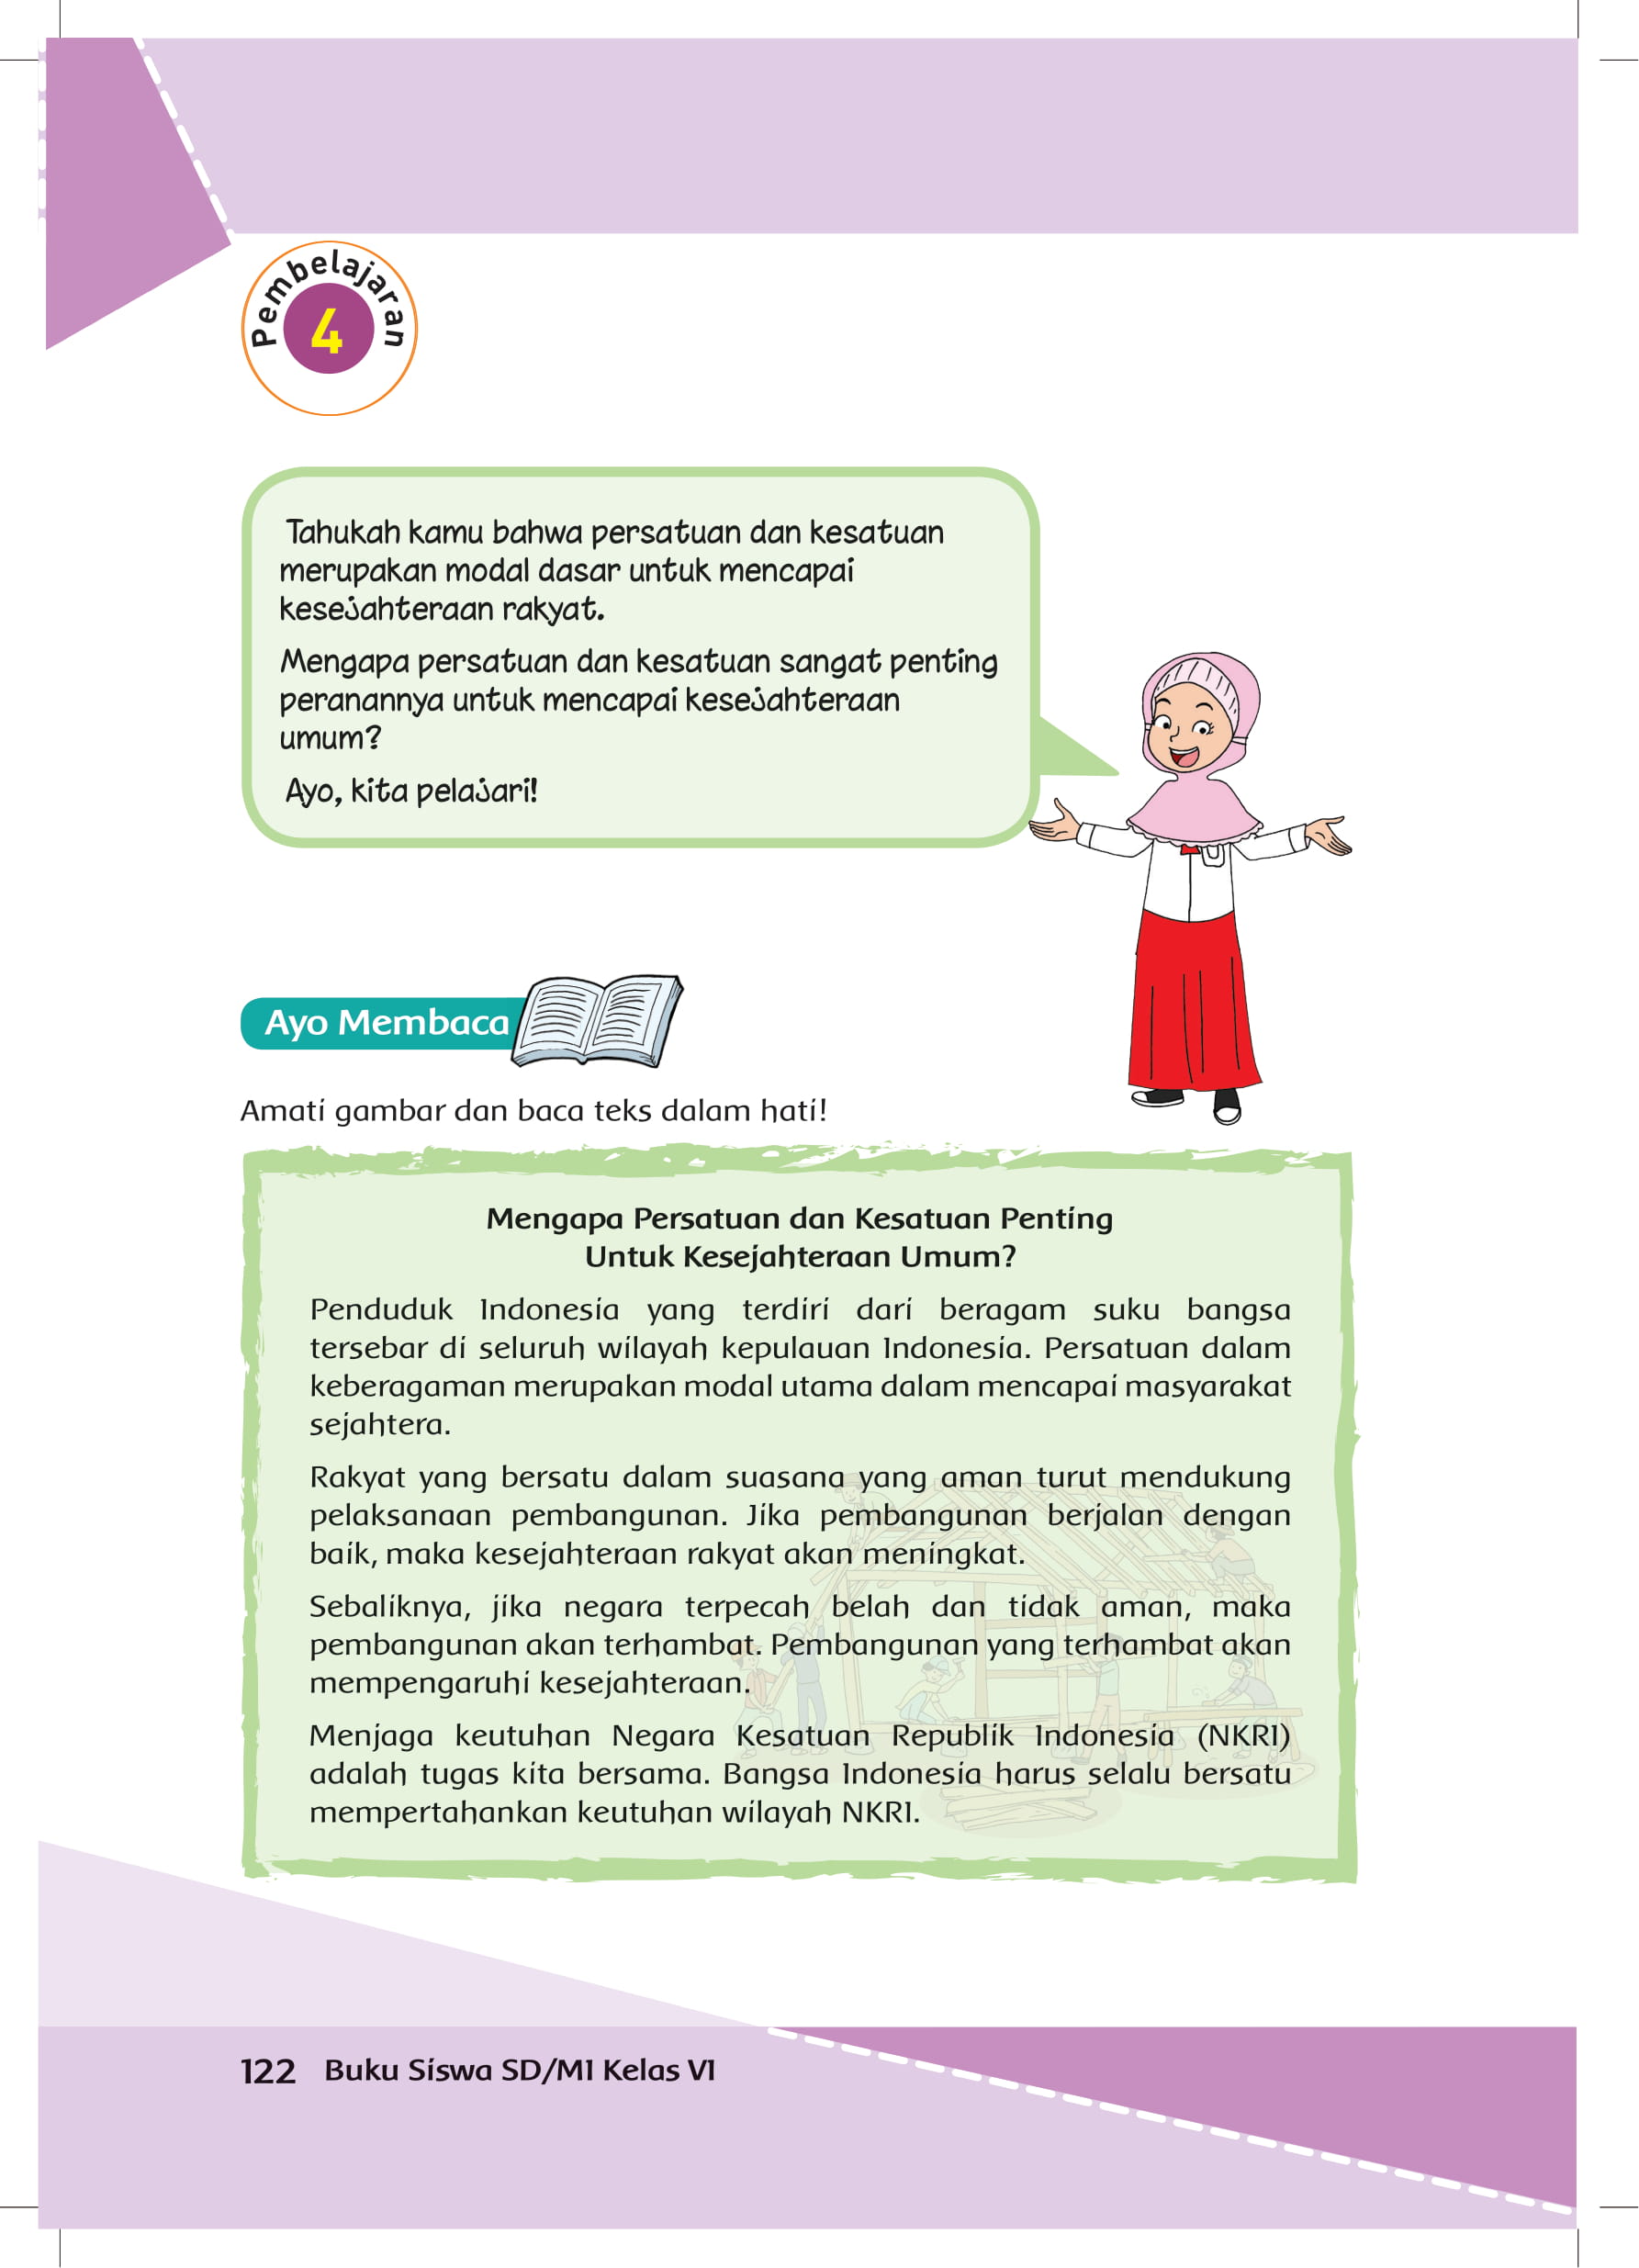 Pembelajaran
4
Tahukah kamu bahwa persatuan dan kesatuan
merupakan modal dasar untuk mencapai
kesejahteraan rakyat.
Mengapa persatuan dan kesatuan sangat penting
peranannya untuk mencapai kesejahteraan
umum?
Ayo, kita pelajari!
Ayo Membaca
Amati gambar dan baca teks dalam hati!
Mengapa Persatuan dan Kesatuan Penting
Untuk Kesejahteraan Umum?
Penduduk Indonesia yang terdiri dari beragam suku bangsa
tersebar di seluruh wilayah kepulauan Indonesia. Persatuan dalam
keberagaman merupakan modal utama dalam mencapai masyarakat
sejahtera.
Rakyat yang bersatu dalam suasana yang aman turut mendukung
pelaksanaan pembangunan. Jika pembangunan berjalan dengan
baik, maka kesejahteraan rakyat akan meningkat.
Sebaliknya, jika negara terpecah belah dan tidak aman, maka
pembangunan akan terhambat. Pembangunan yang terhambat akan
mempengaruhi kesejahteraan.
Menjaga keutuhan Negara Kesatuan Republik Indonesia (NKRI)
adalah tugas kita bersama. Bangsa Indonesia harus selalu bersatu
mempertahankan keutuhan wilayah NKRI.
122 Buku Siswa SD/MI Kelas VI